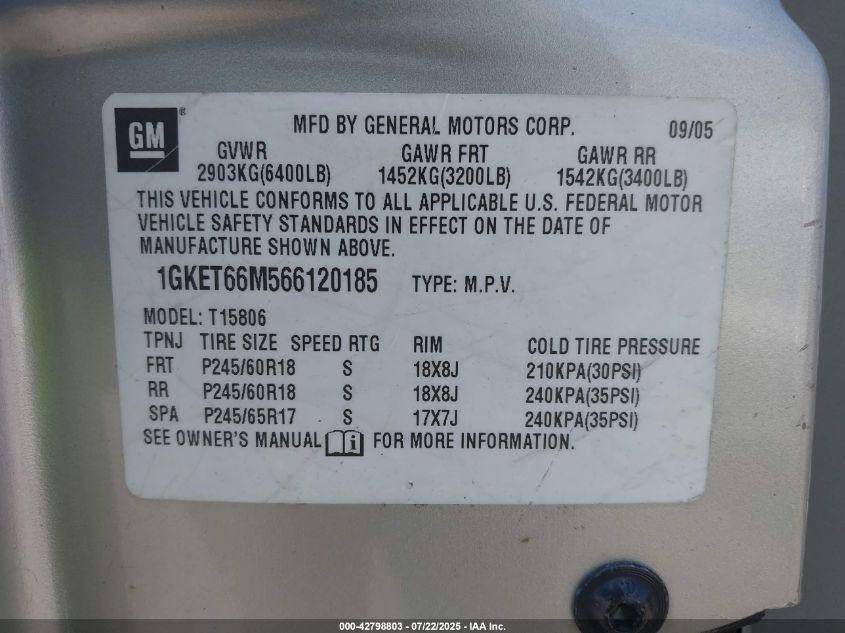 GM ®
MFD BY GENERAL MOTORS CORP. 09/05
GVWR GAWR FRT GAWR RR
2903KG(6400LB) 1452KG(3200LB) 1542KG(3400LB)
THIS VEHICLE CONFORMS TO ALL APPLICABLE U.S. FEDERAL MOTOR
VEHICLE SAFETY STANDARDS IN EFFECT ON THE DATE OF
MANUFACTURE SHOWN ABOVE.
1GKET66M566120185 TYPE: M.P.V.
MODEL: T15806
TPNJ TIRE SIZE SPEED RTG RIM COLD TIRE PRESSURE
FRT P245/60R18 S 18X8J 210KPA(30PSI)
RR P245/60R18 S 18X8J 240KPA(35PSI)
SPA P245/65R17 S 17X7J 240KPA(35PSI)
SEE OWNER'S MANUAL i FOR MORE INFORMATION.
000-42798803 / 07/22/2025 - IAA Inc.